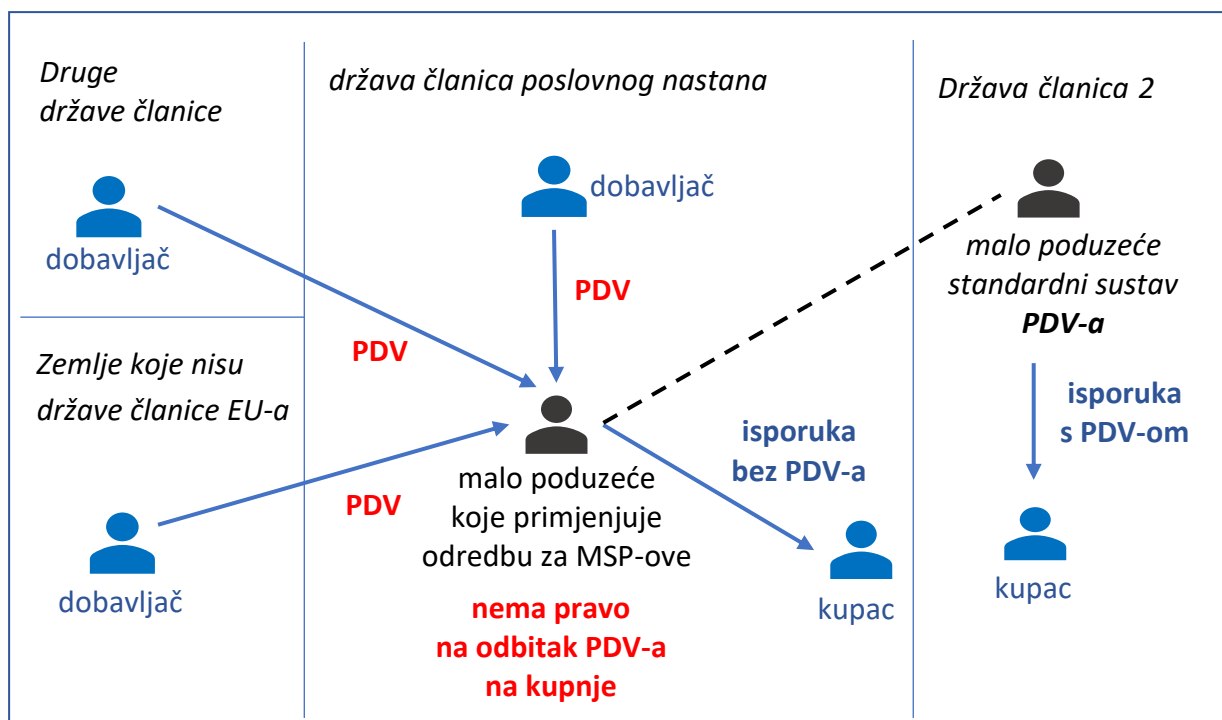 Druge
države članice
dobavljač
Zemlje koje nisu
države članice EU-a
dobavljač
PDV
PDV
država članica poslovnog nastana
dobavljač
PDV
malo poduzeće
koje primjenjuje
odredbu za MSP-ove
nema pravo
na odbitak PDV-a
na kupnje
isporuka
bez PDV-a
kupac
Država članica 2
malo poduzeće
standardni sustav
PDV-a
isporuka
s PDV-om
kupac